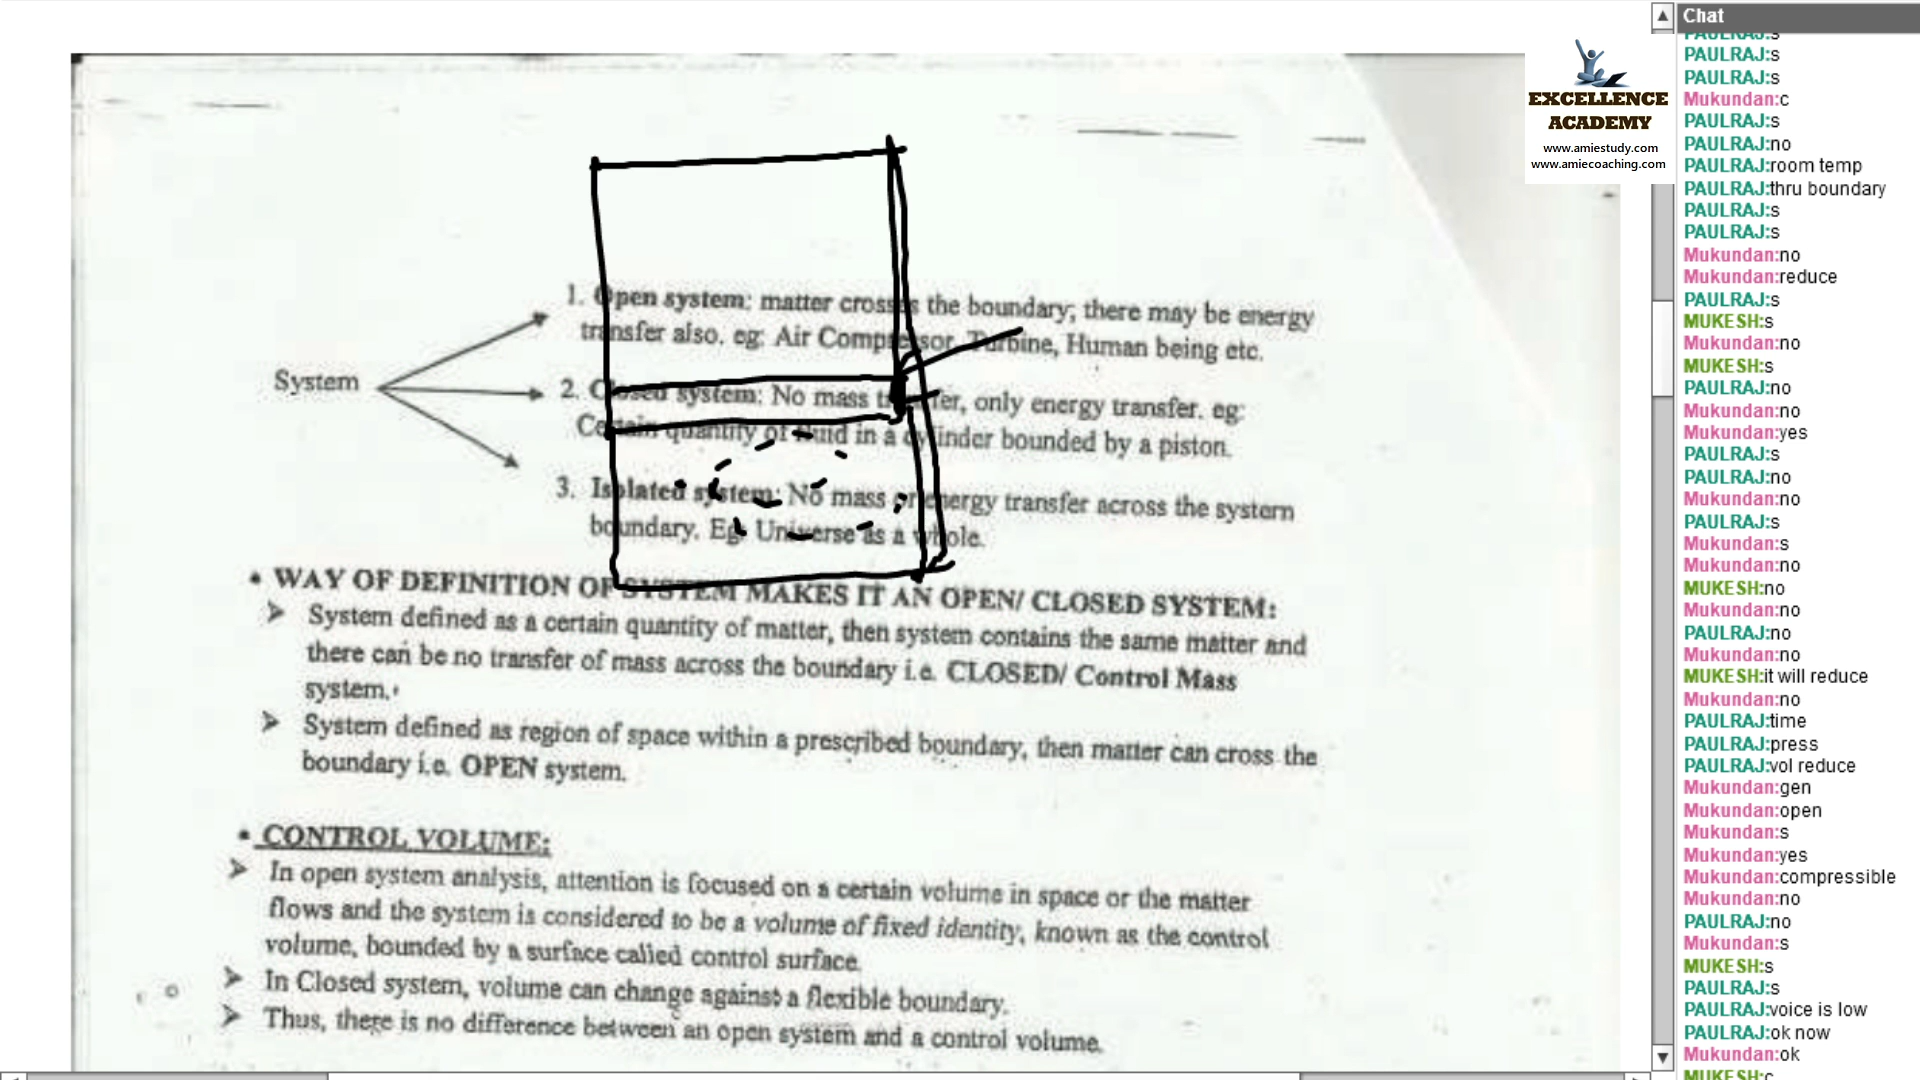 1. Open system: matter crosses the boundary; there may be energy
transfer also. eg: Air Compressor, Turbine, Human being etc.
System
2. Closed system: No mass transfer, only energy transfer. eg:
Certain quantity of fluid in a cylinder bounded by a piston.
3. Isolated system: No mass or energy transfer across the system
boundary. Eg: Universe as a whole.
• WAY OF DEFINITION OF SYSTEM MAKES IT AN OPEN/ CLOSED SYSTEM:
➤ System defined as a certain quantity of matter, then system contains the same matter and
there can be no transfer of mass across the boundary i.e. CLOSED/ Control Mass
system.
➤ System defined as region of space within a prescribed boundary, then matter can cross the
boundary i.e. OPEN system.
• CONTROL VOLUME:
➤ In open system analysis, attention is focused on a certain volume in space or the matter
flows and the system is considered to be a volume of fixed identity, known as the control
volume, bounded by a surface called control surface.
➤ In Closed system, volume can change against a flexible boundary.
➤ Thus, there is no difference between an open system and a control volume.
EXCELLENCE
ACADEMY
www.amiestudy.com
www.amiecoaching.com
Chat
PAULRAJ:s
PAULRAJ:s
PAULRAJ:s
Mukundan:c
PAULRAJ:s
PAULRAJ:no
PAULRAJ:room temp
PAULRAJ:thru boundary
PAULRAJ:s
PAULRAJ:s
Mukundan:no
Mukundan:reduce
PAULRAJ:s
MUKESH:s
Mukundan:no
MUKESH:s
PAULRAJ:no
Mukundan:no
Mukundan:yes
PAULRAJ:s
PAULRAJ:no
Mukundan:no
PAULRAJ:s
Mukundan:s
Mukundan:no
MUKESH:no
Mukundan:no
PAULRAJ:no
Mukundan:no
MUKESH:it will reduce
Mukundan:no
PAULRAJ:time
PAULRAJ:press
PAULRAJ:vol reduce
Mukundan:gen
Mukundan:open
Mukundan:s
Mukundan:yes
Mukundan:compressible
Mukundan:no
PAULRAJ:no
Mukundan:s
MUKESH:s
PAULRAJ:s
PAULRAJ:voice is low
PAULRAJ:ok now
Mukundan:ok
MUKESH:c